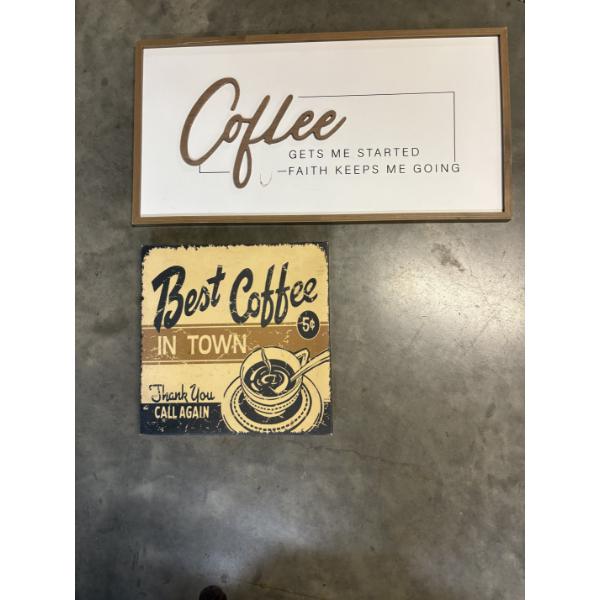 Coffee
GETS ME STARTED
FAITH KEEPS ME GOING
Best Coffee
5¢
IN TOWN
Thank You
CALL AGAIN